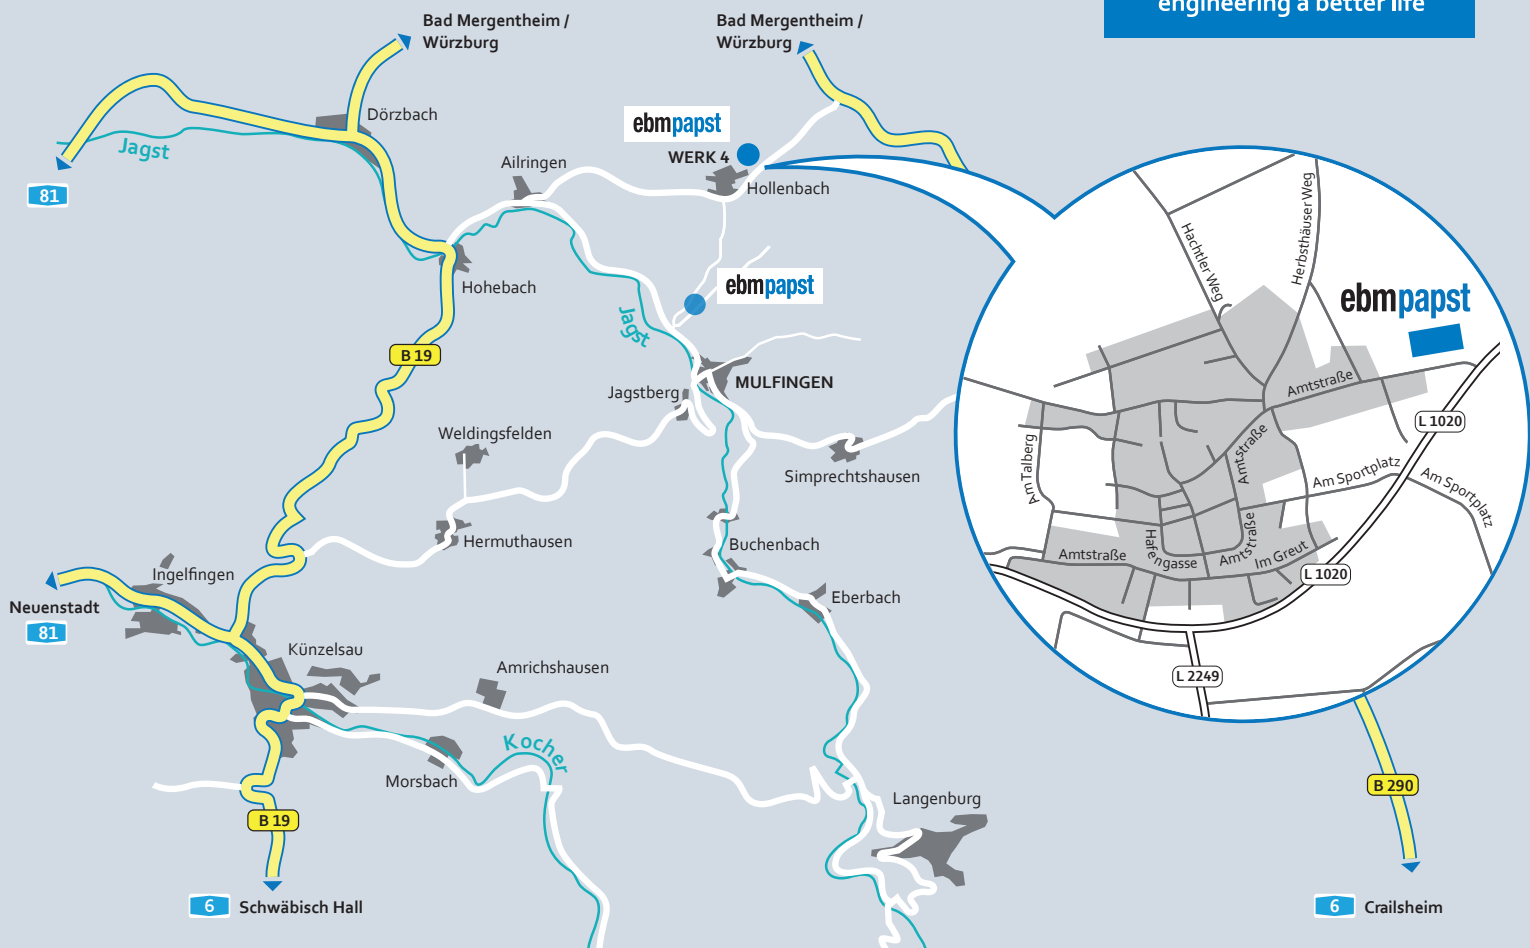 engineering a better life
Bad Mergentheim /
Würzburg
Bad Mergentheim /
Würzburg
Dörzbach
ebmpapst
WERK 4
Jagst
Ailringen
Hollenbach
81
Hohebach
ebmpapst
Jagst
B 19
MULFINGEN
Jagstberg
Weldingsfelden
Simprechtshausen
Hermuthausen
Buchenbach
Ingelfingen
Neuenstadt
81
Eberbach
Künzelsau
Amrichshausen
Kocher
Morsbach
Langenburg
B 19
6 Schwäbisch Hall
Hachtler Weg
Herbsthäuser Weg
ebmpapst
Amtstraße
L 1020
Amtstraße
Am Talberg
Am Sportplatz
Am Sportplatz
Hafengasse
Amtstraße
Amtstraße
Im Greut
L 1020
L 2249
B 290
6 Crailsheim